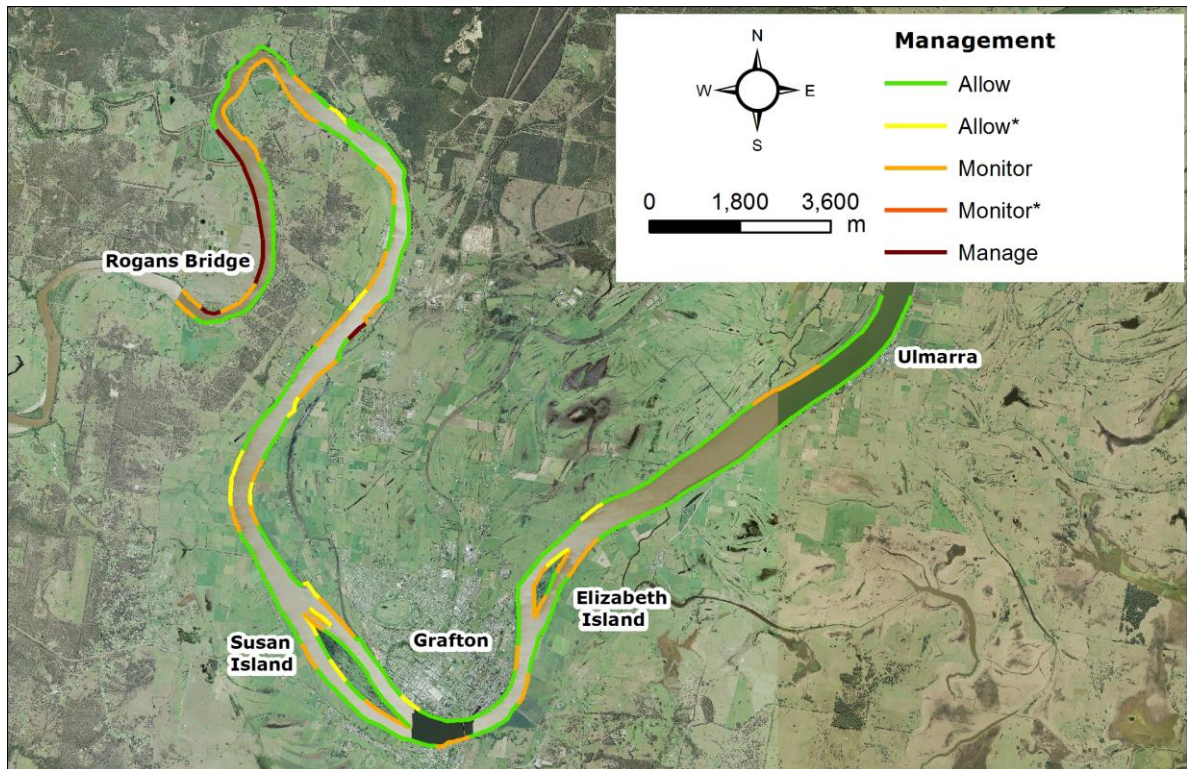 Management
N
W
E
S
Allow
Allow*
Monitor
Monitor*
Manage
0
1,800
3,600
m
Rogans Bridge
Ulmarra
Elizabeth
Island
Grafton
Susan
Island